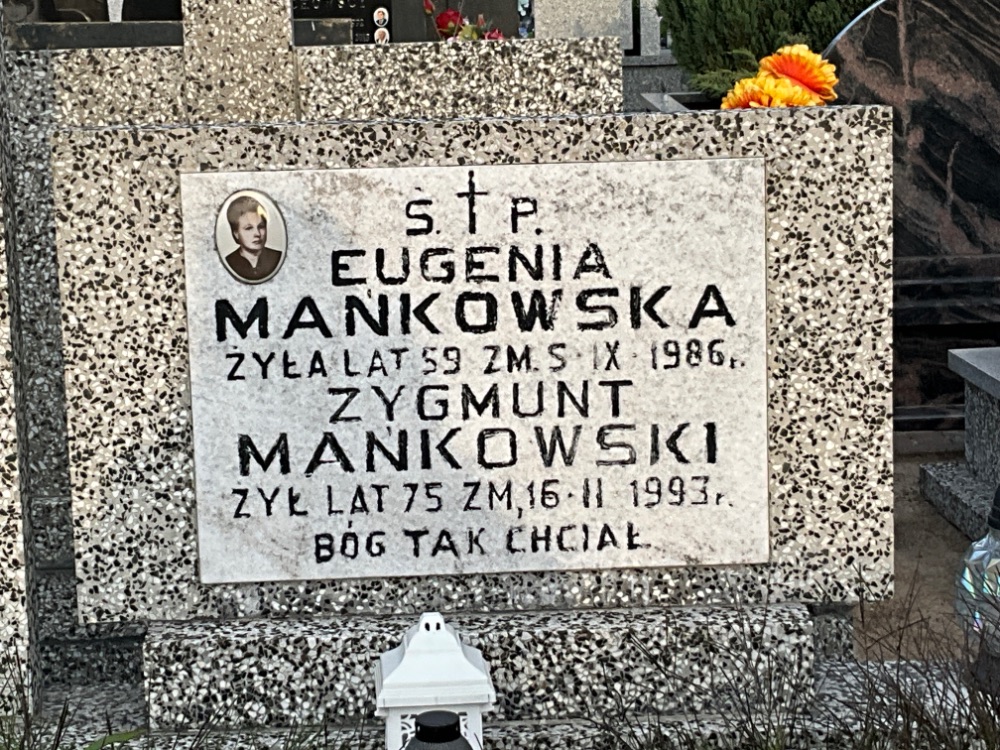 Ś. † P.
EUGENIA
MAŃKOWSKA
ŻYŁA LAT 59 ZM. 5 · IX · 1986 r.
ZYGMUNT
MAŃKOWSKI
ŻYŁ LAT 75 ZM, 16 · II · 1993 r.
BÓG TAK CHCIAŁ